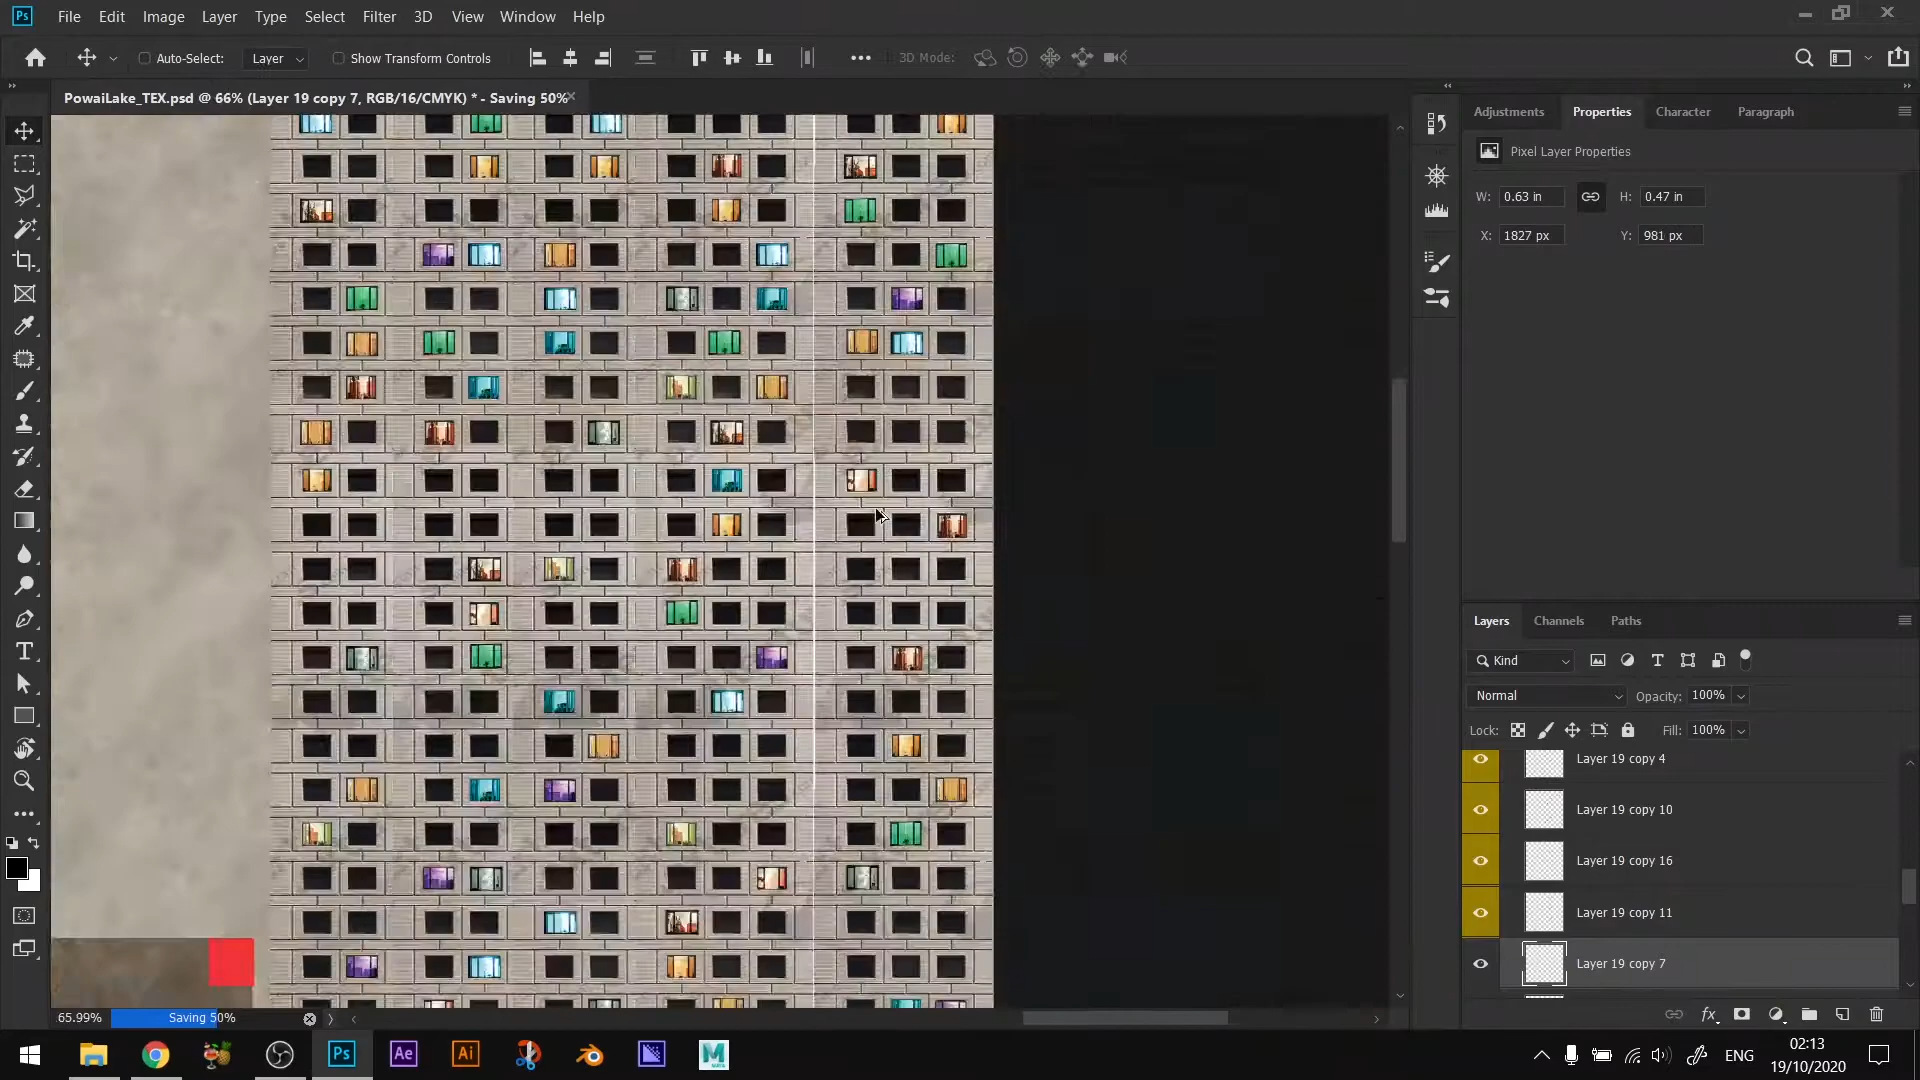 Ps File Edit Image Layer Type Select Filter 3D View Window Help
Auto-Select: Layer Show Transform Controls 3D Mode:
PowaiLake_TEX.psd @ 66% (Layer 19 copy 7, RGB/16/CMYK) * - Saving 50%
Adjustments Properties Character Paragraph
Pixel Layer Properties
W: 0.63 in H: 0.47 in
X: 1827 px Y: 981 px
Layers Channels Paths
Kind
Normal Opacity: 100%
Lock: Fill: 100%
Layer 19 copy 4
Layer 19 copy 10
Layer 19 copy 16
Layer 19 copy 11
Layer 19 copy 7
65.99% Saving 50%
Ps Ae Ai M ENG 02:13
19/10/2020